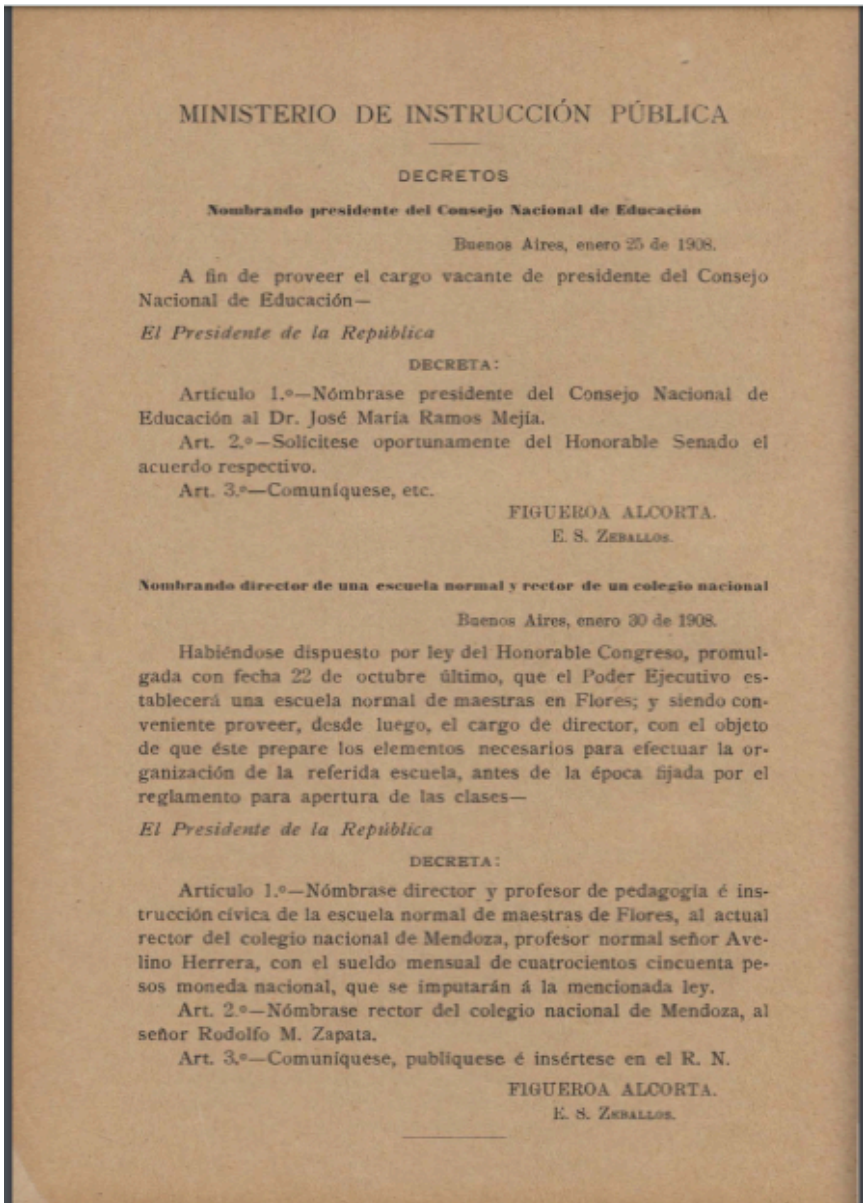 MINISTERIO DE INSTRUCCIÓN PÚBLICA
DECRETOS
Nombrando presidente del Consejo Nacional de Educación
Buenos Aires, enero 25 de 1908.
A fin de proveer el cargo vacante de presidente del Consejo
Nacional de Educación—
El Presidente de la República
DECRETA:
Artículo 1.º—Nómbrase presidente del Consejo Nacional de
Educación al Dr. José María Ramos Mejía.
Art. 2.º—Solicítese oportunamente del Honorable Senado el
acuerdo respectivo.
Art. 3.º—Comuníquese, etc.
FIGUEROA ALCORTA.
E. S. ZEBALLOS.
Nombrando director de una escuela normal y rector de un colegio nacional
Buenos Aires, enero 30 de 1908.
Habiéndose dispuesto por ley del Honorable Congreso, promul-
gada con fecha 22 de octubre último, que el Poder Ejecutivo es-
tablecerá una escuela normal de maestras en Flores; y siendo con-
veniente proveer, desde luego, el cargo de director, con el objeto
de que éste prepare los elementos necesarios para efectuar la or-
ganización de la referida escuela, antes de la época fijada por el
reglamento para apertura de las clases—
El Presidente de la República
DECRETA:
Artículo 1.º—Nómbrase director y profesor de pedagogía é ins-
trucción cívica de la escuela normal de maestras de Flores, al actual
rector del colegio nacional de Mendoza, profesor normal señor Ave-
lino Herrera, con el sueldo mensual de cuatrocientos cincuenta pe-
sos moneda nacional, que se imputarán á la mencionada ley.
Art. 2.º—Nómbrase rector del colegio nacional de Mendoza, al
señor Rodolfo M. Zapata.
Art. 3.º—Comuníquese, publíquese é insértese en el R. N.
FIGUEROA ALCORTA.
E. S. ZEBALLOS.